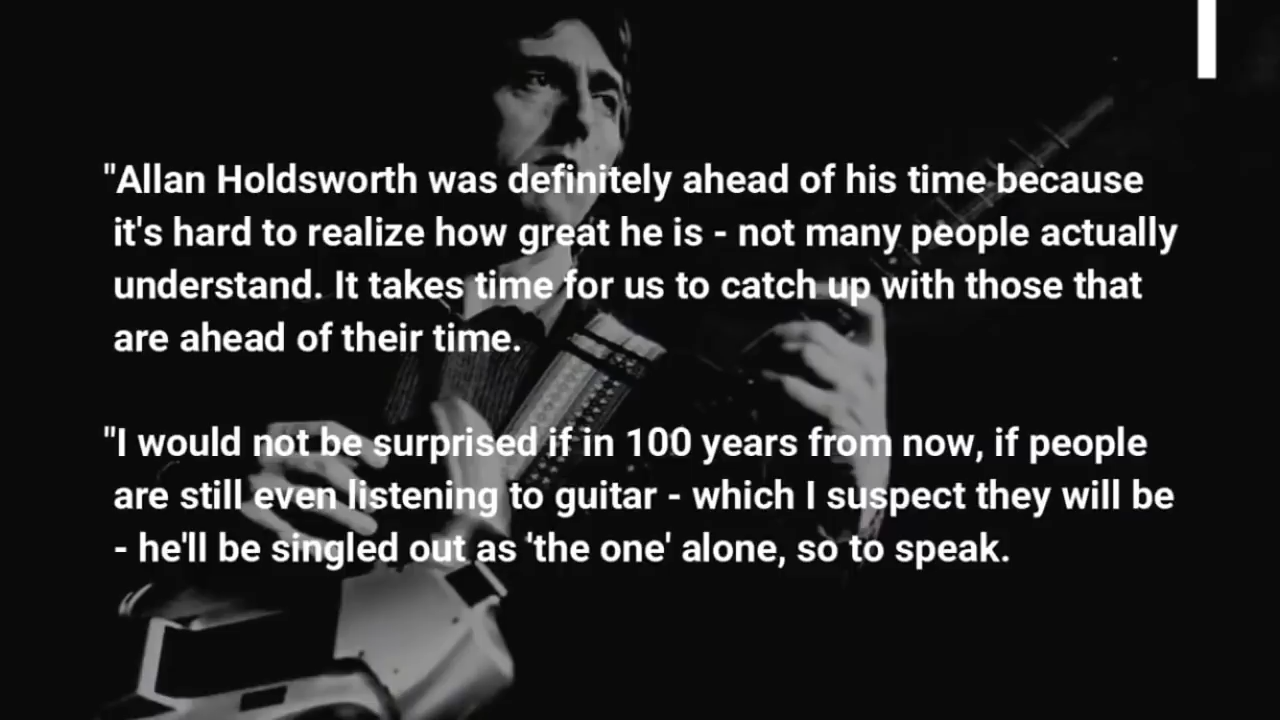 "Allan Holdsworth was definitely ahead of his time because
it's hard to realize how great he is - not many people actually
understand. It takes time for us to catch up with those that
are ahead of their time.
"I would not be surprised if in 100 years from now, if people
are still even listening to guitar - which I suspect they will be
- he'll be singled out as 'the one' alone, so to speak.